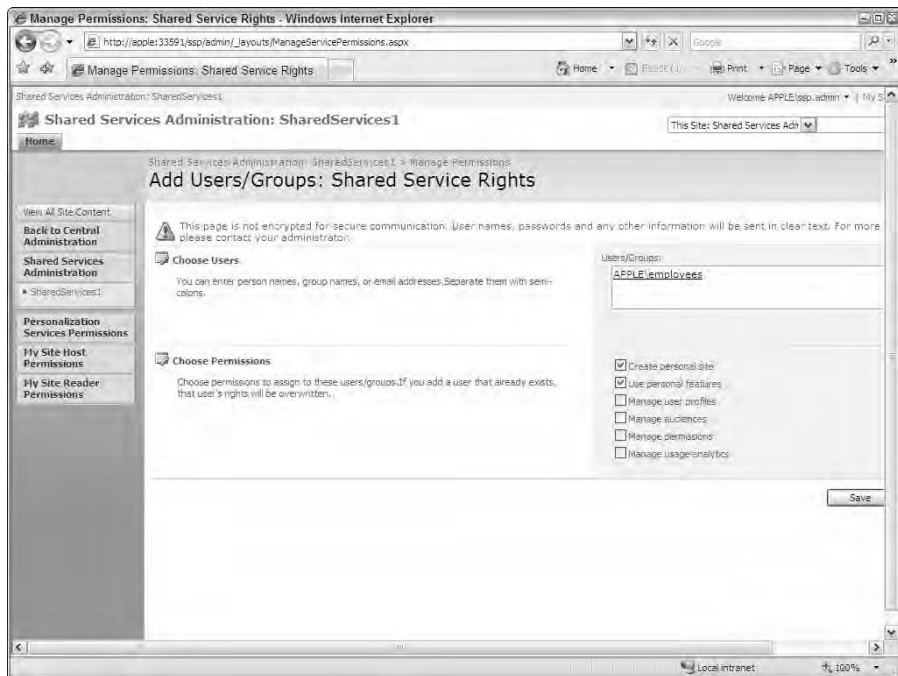 Manage Permissions: Shared Service Rights - Windows Internet Explorer
http://apple:33591/ssp/admin/_layouts/ManageServicePermissions.aspx
Google
Manage Permissions: Shared Service Rights
Home
Feeds (1)
Print
Page
Tools
Shared Services Administration: SharedServices1
Welcome APPLE\ssp.admin
My S
Shared Services Administration: SharedServices1
This Site: Shared Services Adm
Home
Shared Services Administration: SharedServices1 > Manage Permissions
Add Users/Groups: Shared Service Rights
View All Site Content
Back to Central
Administration
Shared Services
Administration
SharedServices1
Personalization
Services Permissions
My Site Host
Permissions
My Site Reader
Permissions
This page is not encrypted for secure communication. User names, passwords and any other information will be sent in clear text. For more
please contact your administrator.
Choose Users
You can enter person names, group names, or email addresses.Separate them with semi-
colons.
Users/Groups:
APPLE\employees
Choose Permissions
Choose permissions to assign to these users/groups.If you add a user that already exists,
that user's rights will be overwritten.
Create personal site
Use personal features
Manage user profiles
Manage audiences
Manage permissions
Manage usage analytics
Save
Local intranet
100%